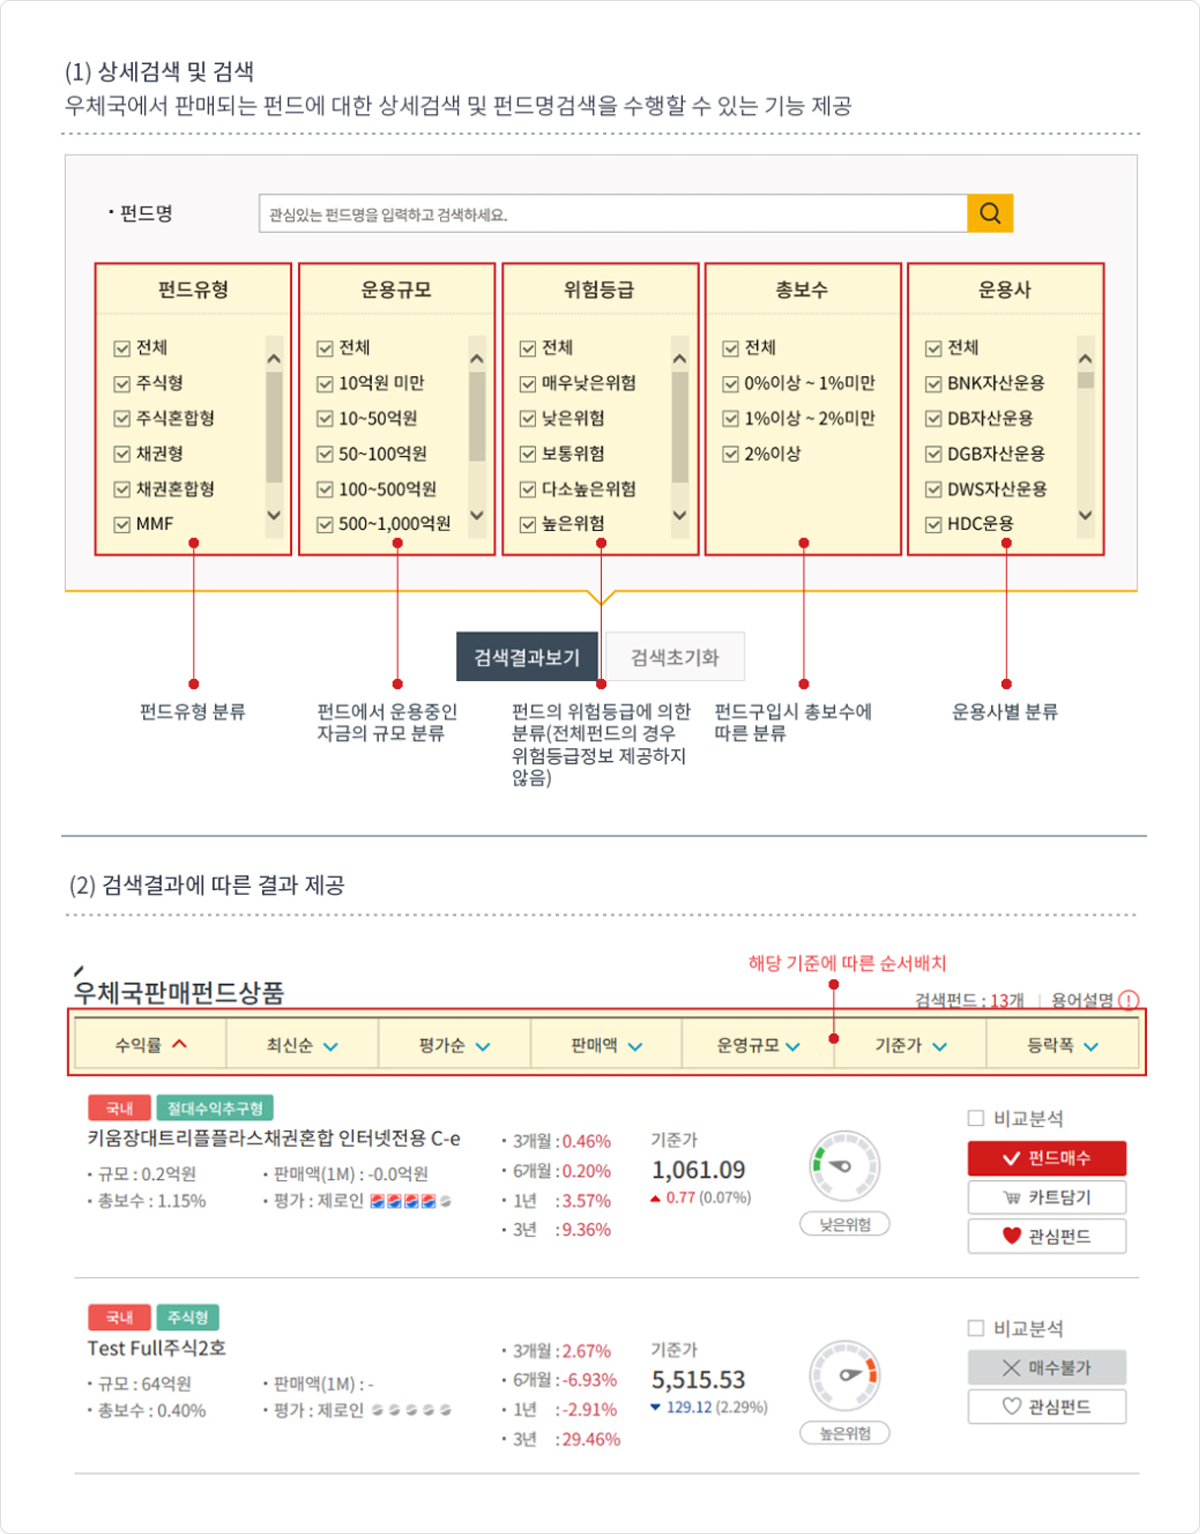 (1) 상세검색 및 검색
우체국에서 판매되는 펀드에 대한 상세검색 및 펀드명검색을 수행할 수 있는 기능 제공
· 펀드명
관심있는 펀드명을 입력하고 검색하세요.
펀드유형
전체
주식형
주식혼합형
채권형
채권혼합형
MMF
운용규모
전체
10억원 미만
10~50억원
50~100억원
100~500억원
500~1,000억원
위험등급
전체
매우낮은위험
낮은위험
보통위험
다소높은위험
높은위험
총보수
전체
0%이상 ~ 1%미만
1%이상 ~ 2%미만
2%이상
운용사
전체
BNK자산운용
DB자산운용
DGB자산운용
DWS자산운용
HDC운용
검색결과보기
검색초기화
펀드유형 분류
펀드에서 운용중인
자금의 규모 분류
펀드의 위험등급에 의한
분류(전체펀드의 경우
위험등급정보 제공하지
않음)
펀드구입시 총보수에
따른 분류
운용사별 분류
(2) 검색결과에 따른 결과 제공
해당 기준에 따른 순서배치
우체국판매펀드상품
검색펀드 : 13개 | 용어설명 !
수익률 최신순 평가순 판매액 운영규모 기준가 등락폭
국내 절대수익추구형
키움장대트리플플라스채권혼합 인터넷전용 C-e
· 규모 : 0.2억원 · 판매액(1M) : -0.0억원
· 총보수 : 1.15% · 평가 : 제로인
· 3개월 : 0.46%
· 6개월 : 0.20%
· 1년 : 3.57%
· 3년 : 9.36%
기준가
1,061.09
0.77 (0.07%)
낮은위험
비교분석
펀드매수
카트담기
관심펀드
국내 주식형
Test Full주식2호
· 규모 : 64억원 · 판매액(1M) : -
· 총보수 : 0.40% · 평가 : 제로인
· 3개월 : 2.67%
· 6개월 : -6.93%
· 1년 : -2.91%
· 3년 : 29.46%
기준가
5,515.53
129.12 (2.29%)
높은위험
비교분석
매수불가
관심펀드